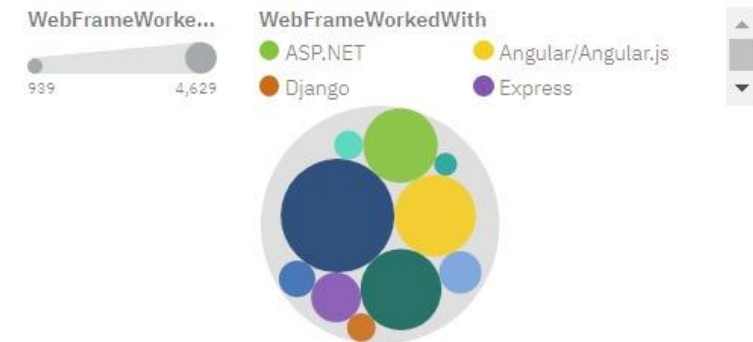 WebFrameWorke...
939 4,629
WebFrameWorkedWith
ASP.NET Angular/Angular.js
Django Express